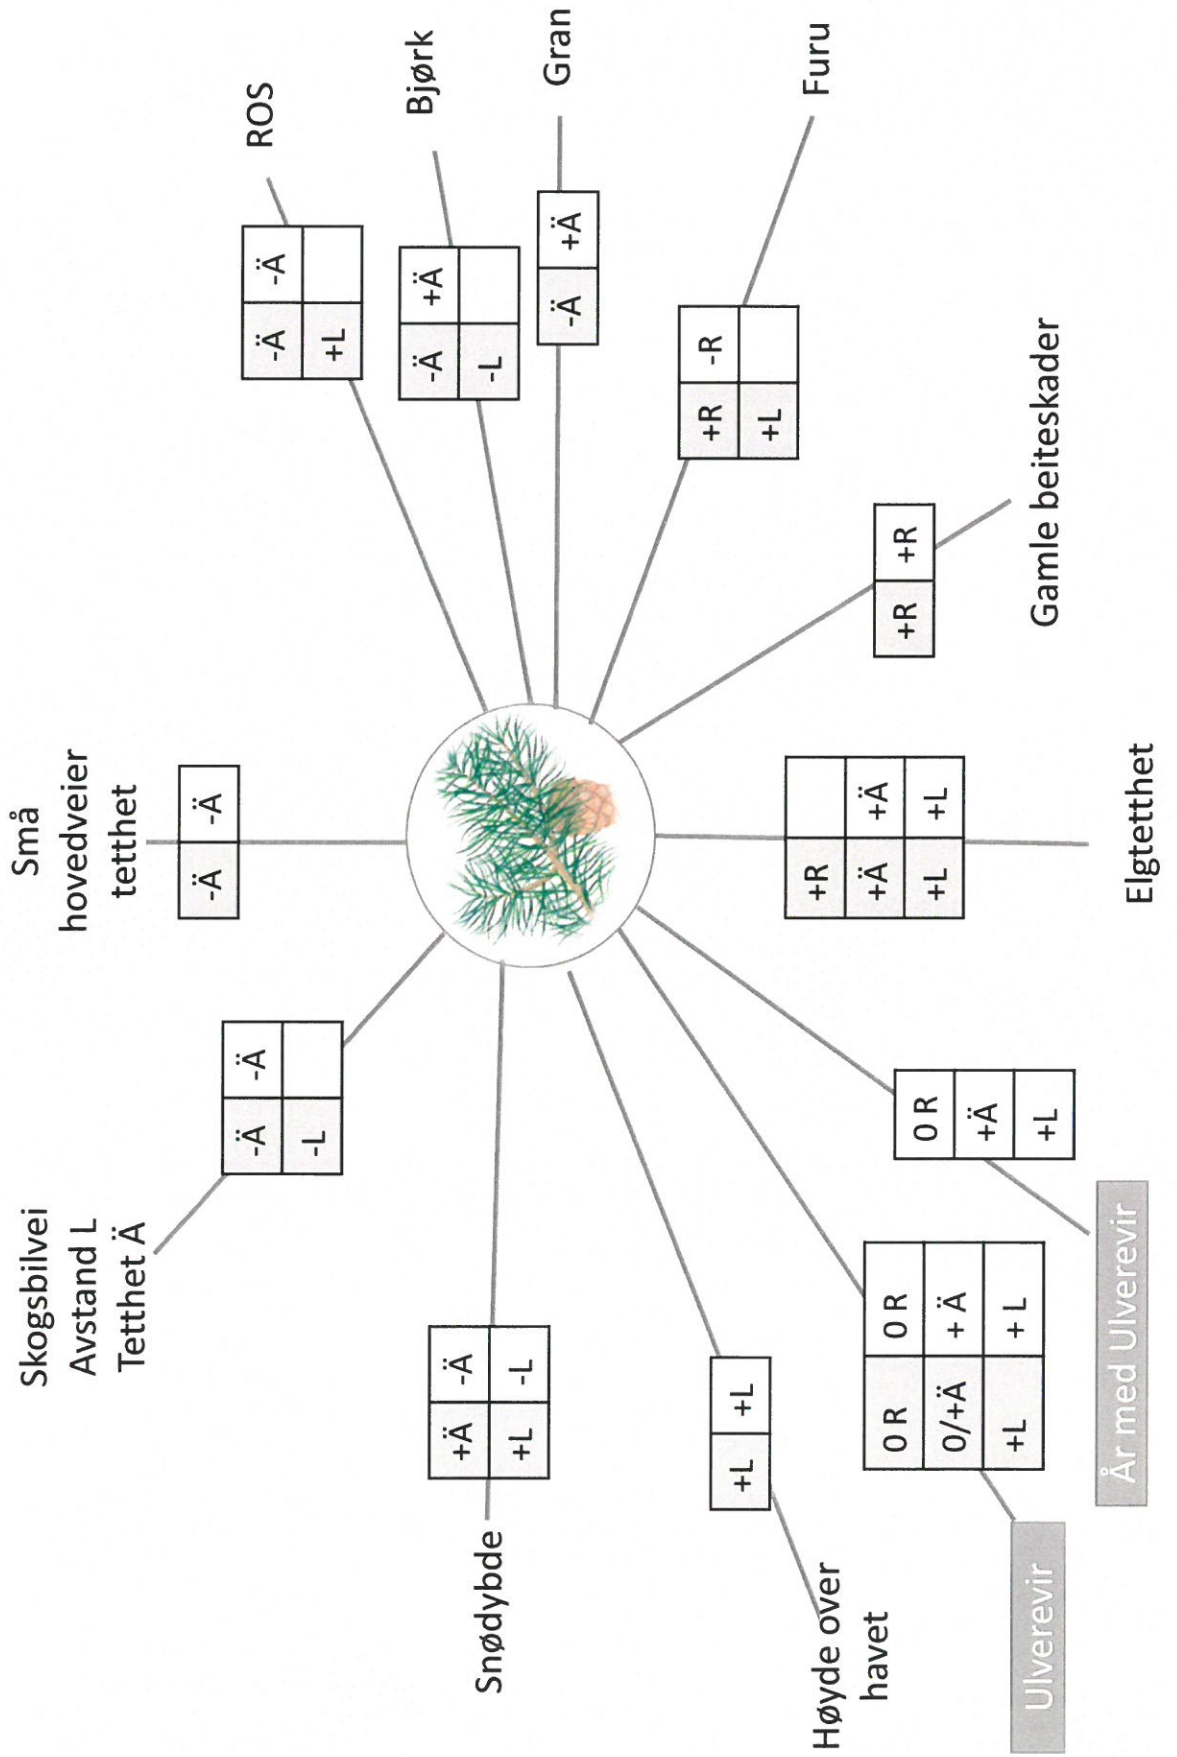 Skogsbilvei
Avstand L
Tetthet Ä
-Ä -Ä
-L
Små
hovedveier
tetthet
-Ä -Ä
ROS
-Ä -Ä
+L
Bjørk
-Ä +Ä
-L
Gran
-Ä +Ä
Furu
+R -R
+L
Gamle beiteskader
+R +R
Elgtetthet
+R
+Ä +Ä
+L +L
År med Ulverevir
0 R
+Ä
+L
Ulverevir
0 R 0 R
0/+Ä + Ä
+L + L
Høyde over
havet
+L +L
Snødybde
+Ä -Ä
+L -L